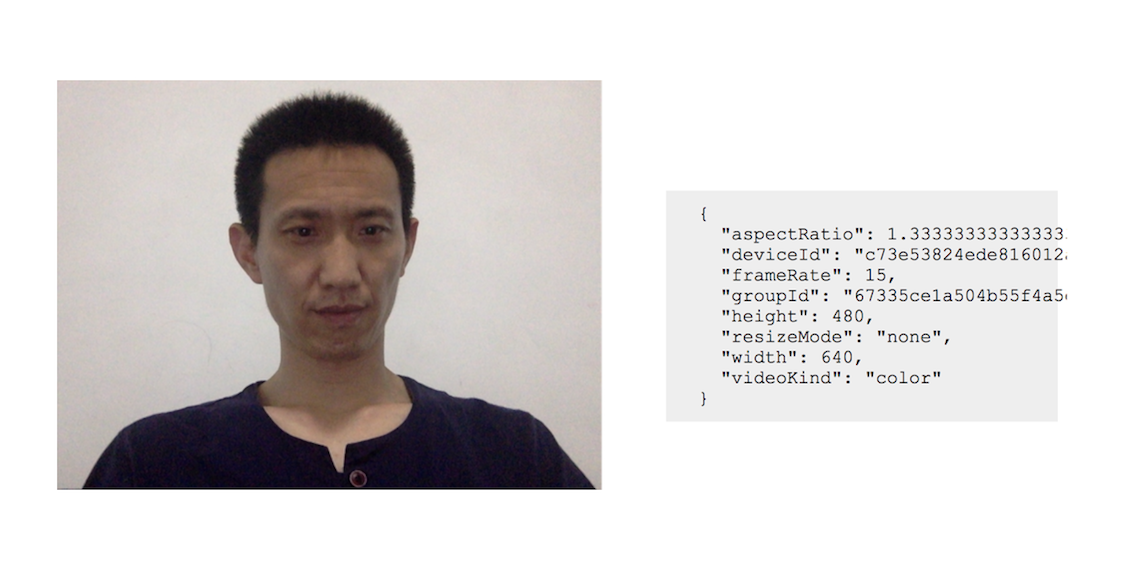 {
"aspectRatio": 1.33333333333333
"deviceId": "c73e53824ede816012
"frameRate": 15,
"groupId": "67335ce1a504b55f4a5
"height": 480,
"resizeMode": "none",
"width": 640,
"videoKind": "color"
}